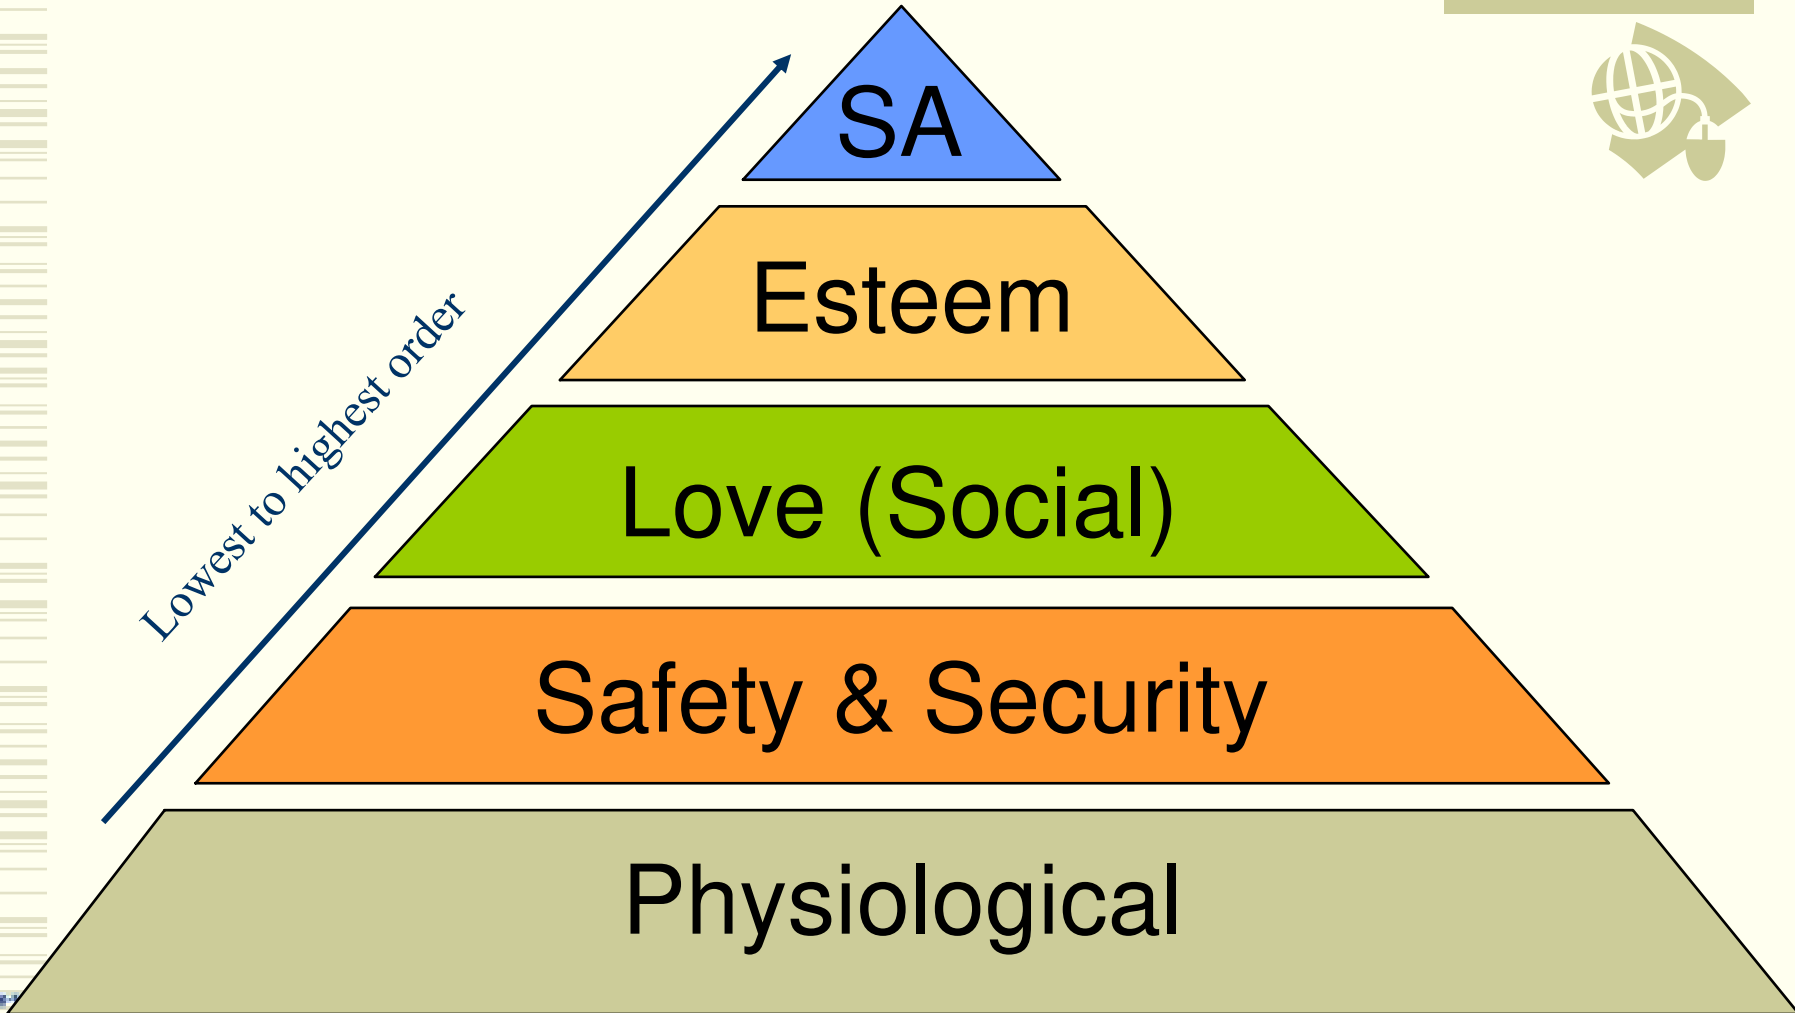 SA
Esteem
Lowest to highest order
Love (Social)
Safety & Security
Physiological